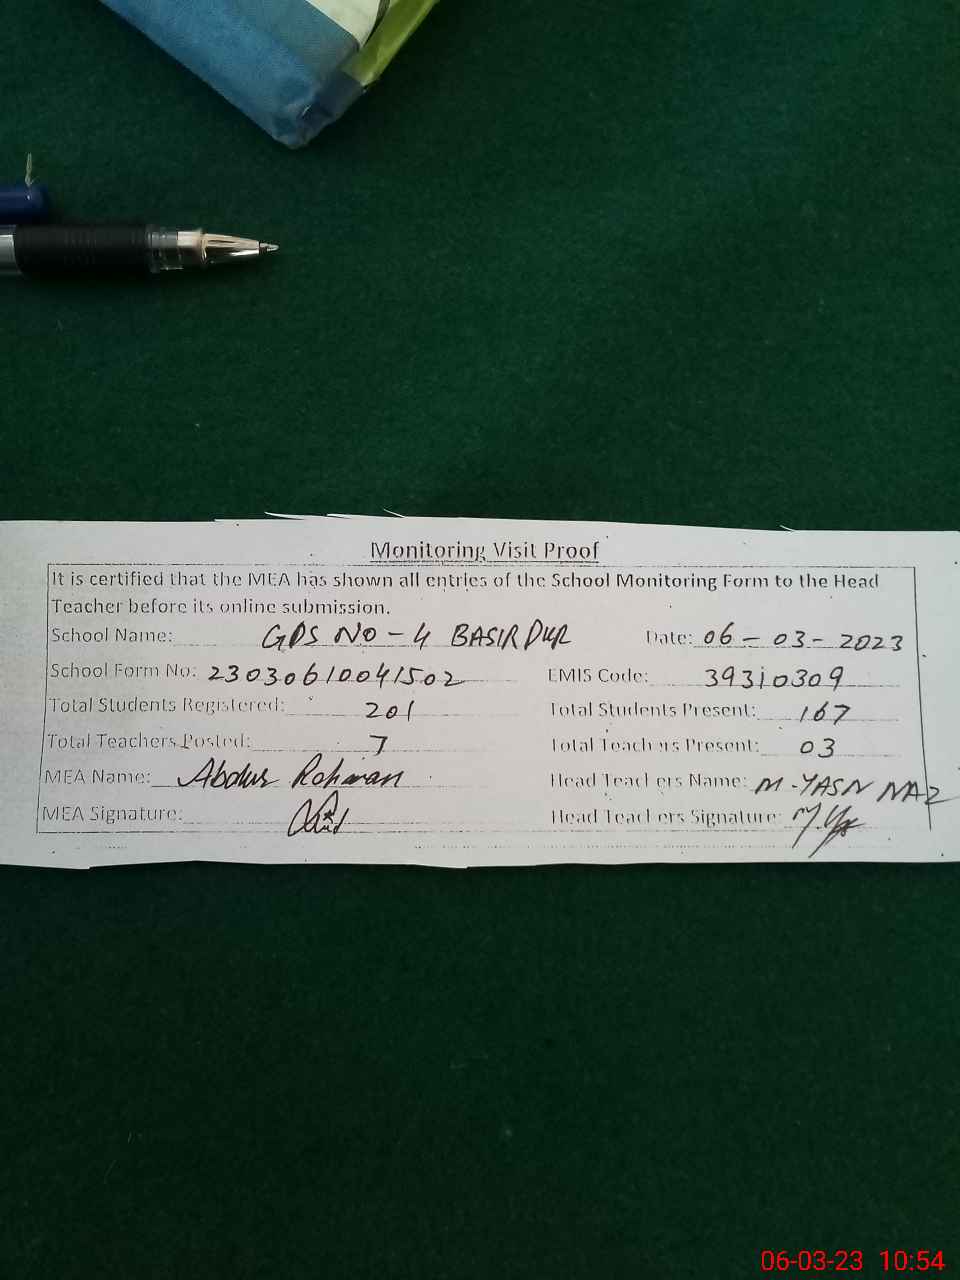 Monitoring Visit Proof
It is certified that the MEA has shown all entries of the School Monitoring Form to the Head
Teacher before its online submission.
School Name: GPS NO - 4 BASIR PUR Date: 06 - 03 - 2023
School Form No: 23030610041502 EMIS Code: 39310309
Total Students Registered: 201 Total Students Present: 167
Total Teachers Posted: 7 Total Teachers Present: 03
MEA Name: Abdur Rahman Head Teachers Name: M. YASN NAZ
MEA Signature: Head Teachers Signature:
06-03-23 10:54